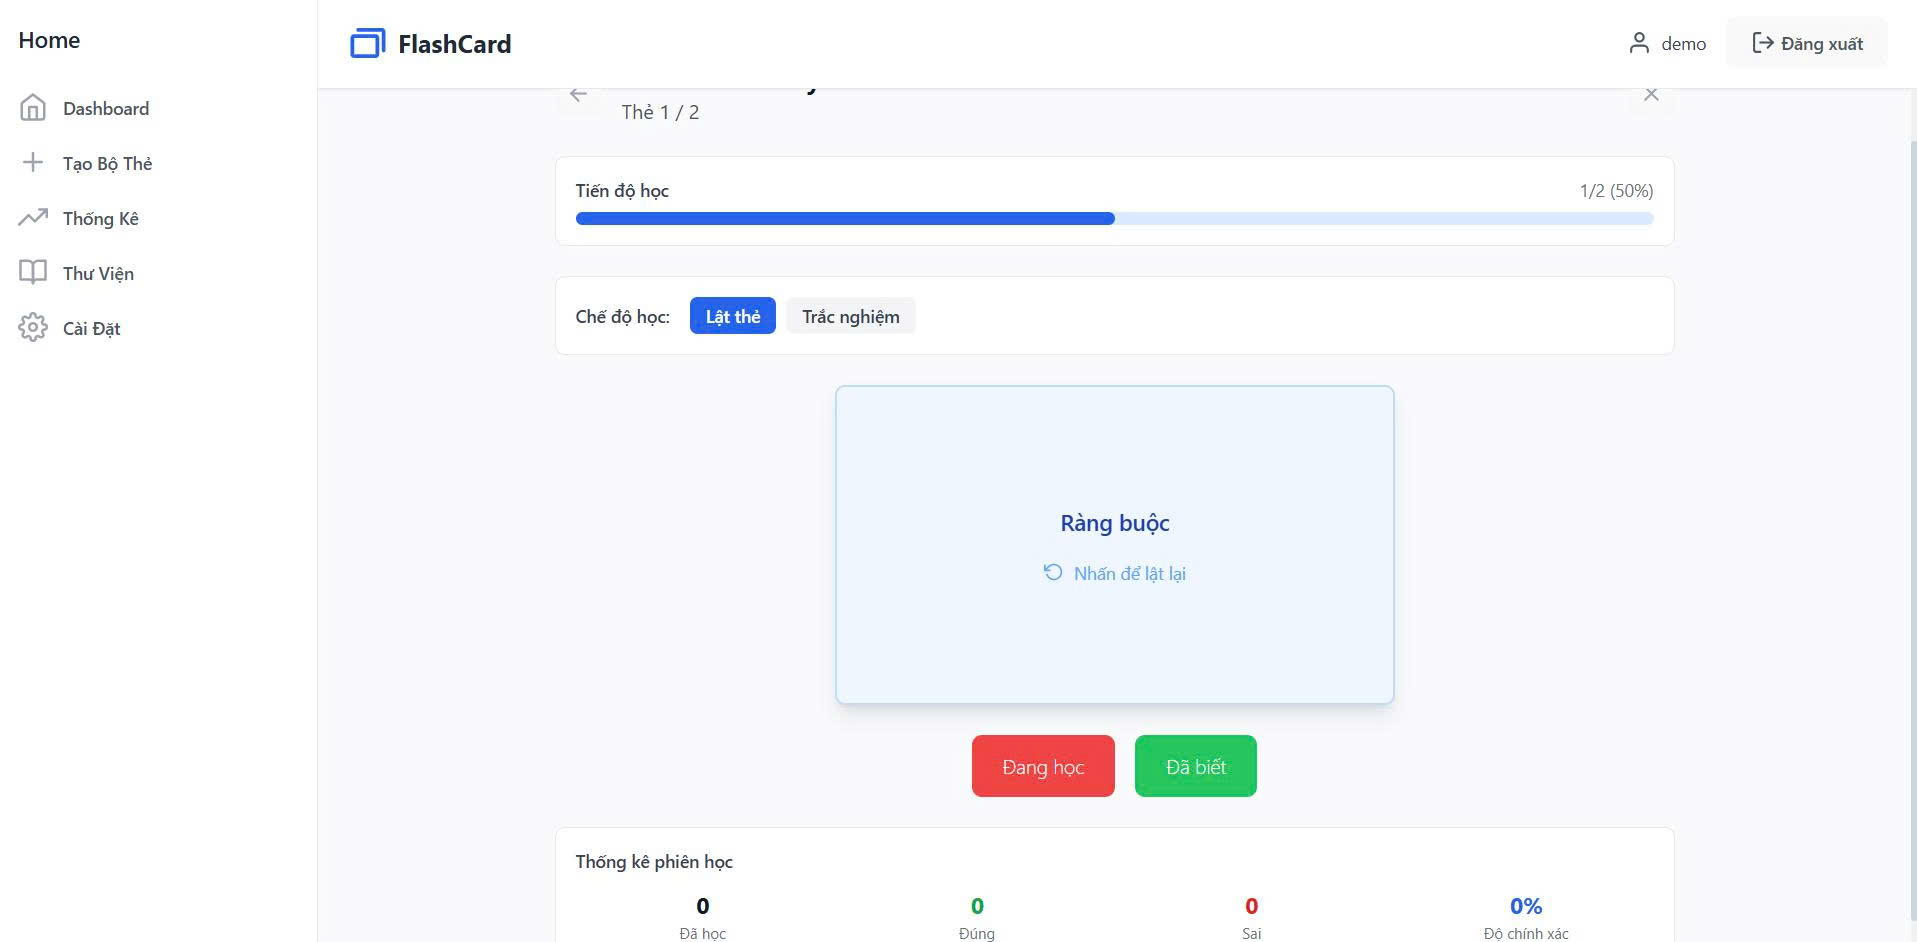 Home
Dashboard
Tạo Bộ Thẻ
Thống Kê
Thư Viện
Cài Đặt
FlashCard
demo
Đăng xuất
Thẻ 1 / 2
Tiến độ học
1/2 (50%)
Chế độ học:
Lật thẻ
Trắc nghiệm
Ràng buộc
Nhấn để lật lại
Đang học
Đã biết
Thống kê phiên học
0
0
0
0%
Đã học
Đúng
Sai
Độ chính xác